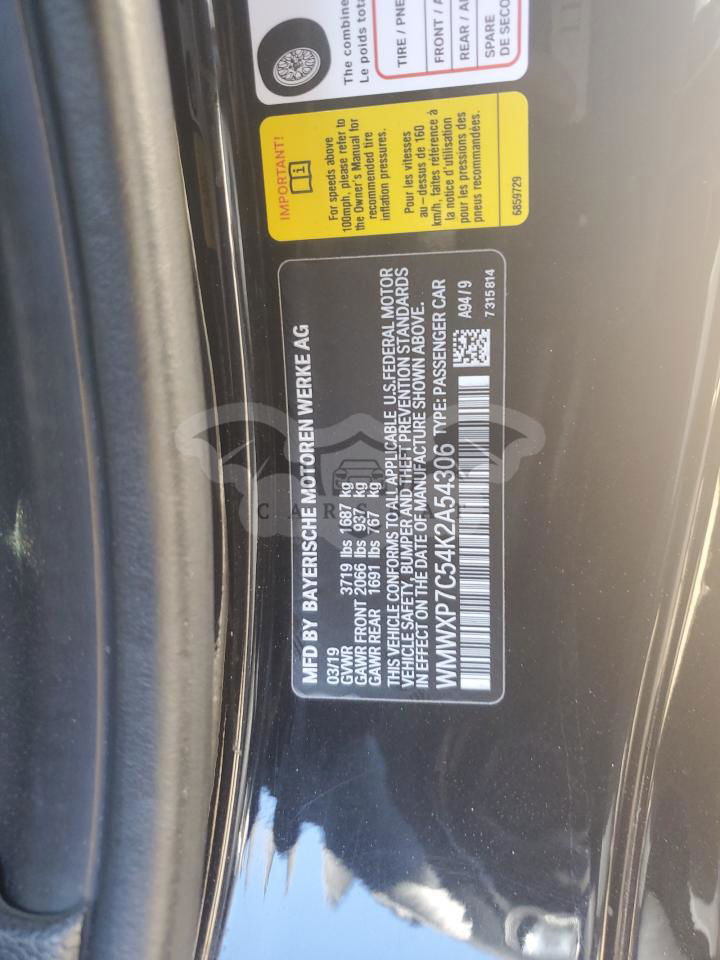 The combine
Le poids tota
TIRE / PNE
FRONT / A
REAR / A
SPARE
DE SECO
IMPORTANT!
For speeds above
100mph, please refer to
the Owner's Manual for
recommended tire
inflation pressures.
Pour les vitesses
au-dessus de 160
km/h, faites référence à
la notice d'utilisation
pour les pressions des
pneus recommandées.
6859729
MFD BY BAYERISCHE MOTOREN WERKE AG
03/19
GVWR 3719 lbs 1687 kg
GAWR FRONT 2066 lbs 937 kg
GAWR REAR 1691 lbs 767 kg
THIS VEHICLE CONFORMS TO ALL APPLICABLE U.S. FEDERAL MOTOR
VEHICLE SAFETY, BUMPER AND THEFT PREVENTION STANDARDS
IN EFFECT ON THE DATE OF MANUFACTURE SHOWN ABOVE.
WMWXP7C54K2A54306 TYPE: PASSENGER CAR
A94 / 9
7 315 814